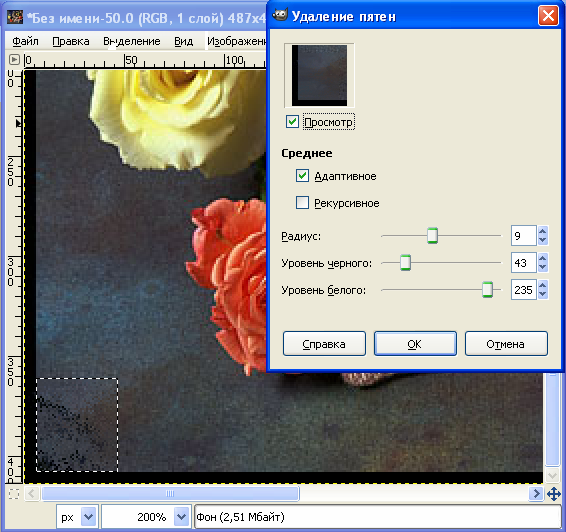 *Без имени-50.0 (RGB, 1 слой) 487x4
Файл Правка Выделение Вид Изображени
0 50 100
250
300
350
40
px 200% Фон (2,51 Мбайт)
Удаление пятен
Просмотр
Среднее
Адаптивное
Рекурсивное
Радиус: 9
Уровень черного: 43
Уровень белого: 235
Справка OK Отмена